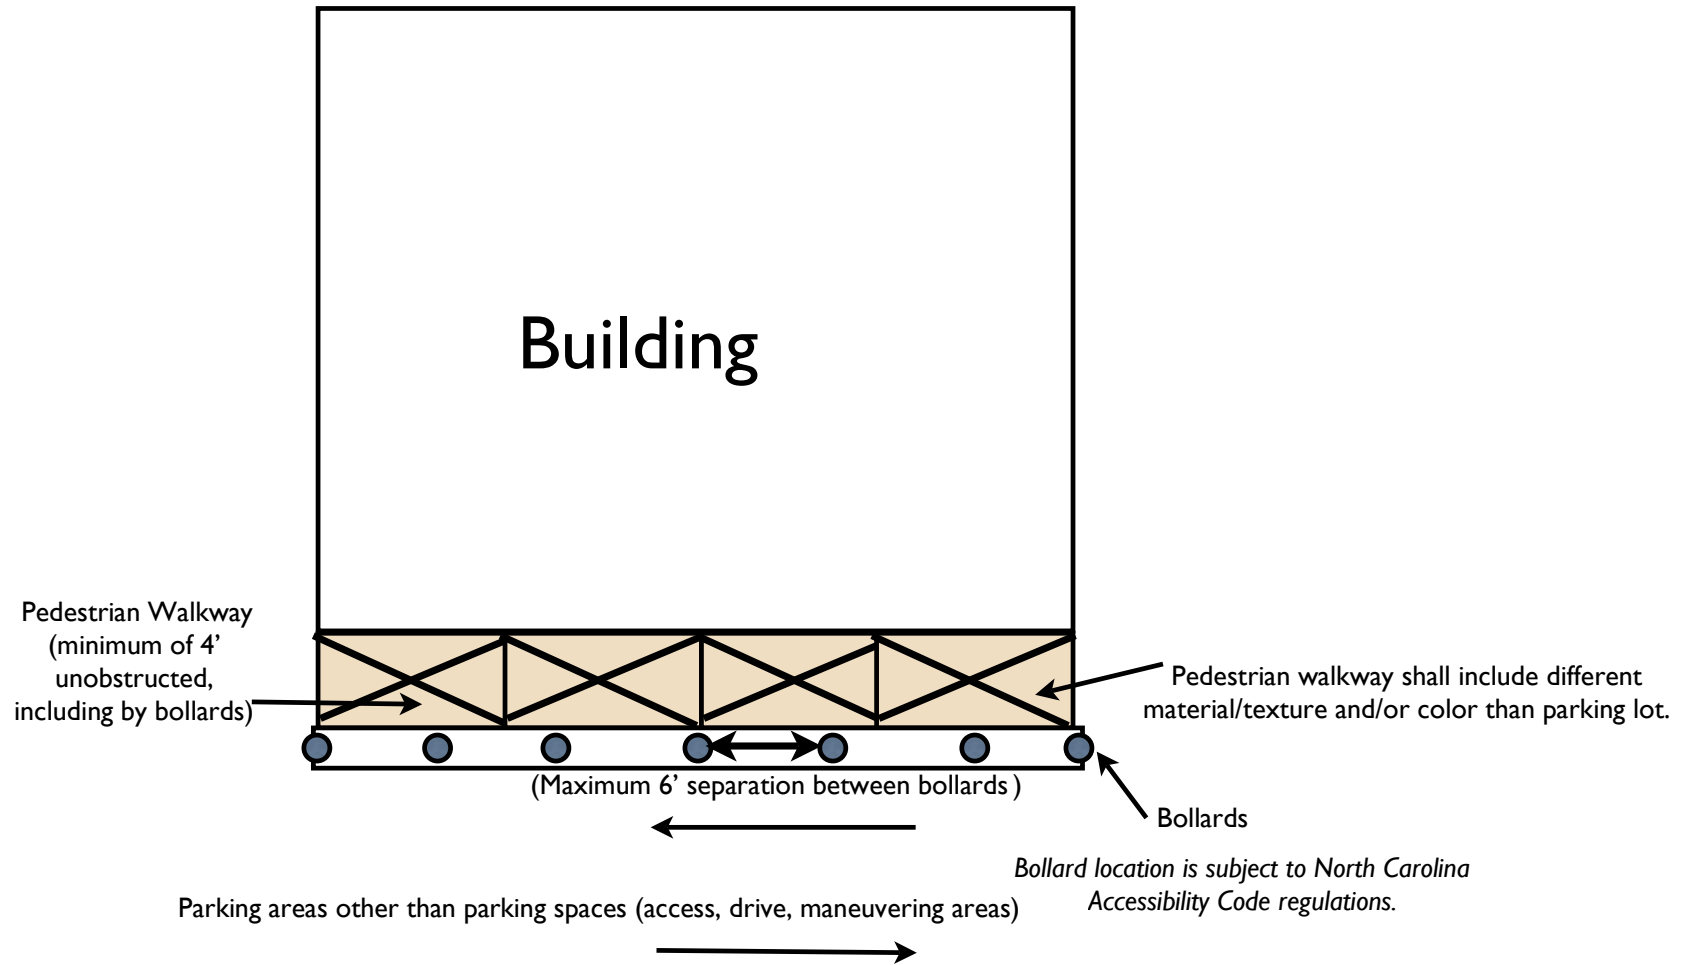 Building
Pedestrian Walkway
(minimum of 4’
unobstructed,
including by bollards)
Pedestrian walkway shall include different
material/texture and/or color than parking lot.
(Maximum 6’ separation between bollards )
Bollards
Bollard location is subject to North Carolina
Accessibility Code regulations.
Parking areas other than parking spaces (access, drive, maneuvering areas)